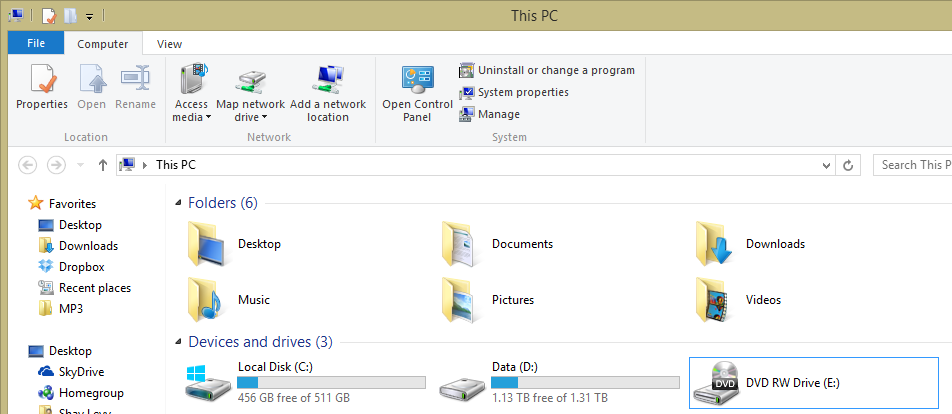 This PC
File Computer View
Properties Open Rename Access media Map network drive Add a network location Open Control Panel Uninstall or change a program
System properties
Manage
Location Network System
This PC
Search This P
Favorites
Desktop
Downloads
Dropbox
Recent places
MP3
Desktop
SkyDrive
Homegroup
Shay Levy
Folders (6)
Desktop Documents Downloads
Music Pictures Videos
Devices and drives (3)
Local Disk (C:)
456 GB free of 511 GB
Data (D:)
1.13 TB free of 1.31 TB
DVD
DVD RW Drive (E:)